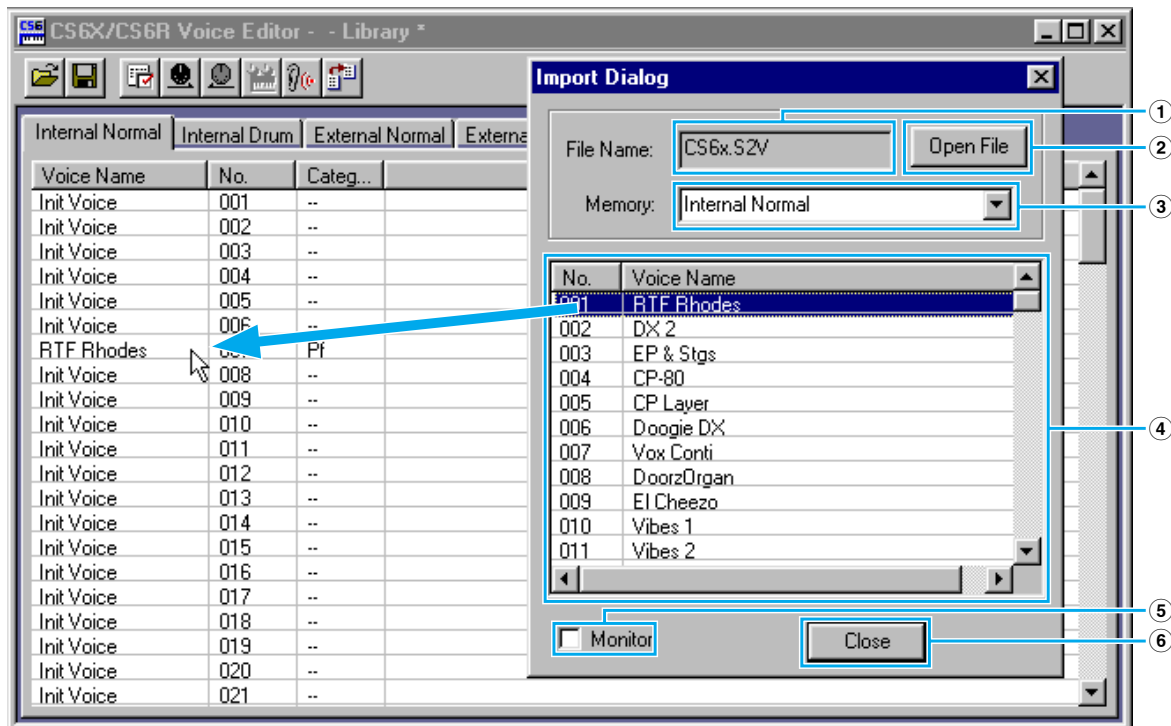 CS6X/CS6R Voice Editor - - Library *
Internal Normal Internal Drum External Normal Externa
Voice Name No. Categ...
Init Voice 001 --
Init Voice 002 --
Init Voice 003 --
Init Voice 004 --
Init Voice 005 --
Init Voice 006 --
RTF Rhodes Pf
Init Voice 008 --
Init Voice 009 --
Init Voice 010 --
Init Voice 011 --
Init Voice 012 --
Init Voice 013 --
Init Voice 014 --
Init Voice 015 --
Init Voice 016 --
Init Voice 017 --
Init Voice 018 --
Init Voice 019 --
Init Voice 020 --
Init Voice 021 --
Import Dialog
File Name: CS6x.S2V Open File
Memory: Internal Normal
No. Voice Name
001 RTF Rhodes
002 DX 2
003 EP & Stgs
004 CP-80
005 CP Layer
006 Doogie DX
007 Vox Conti
008 DoorzOrgan
009 El Cheezo
010 Vibes 1
011 Vibes 2
Monitor Close
1
2
3
4
5
6